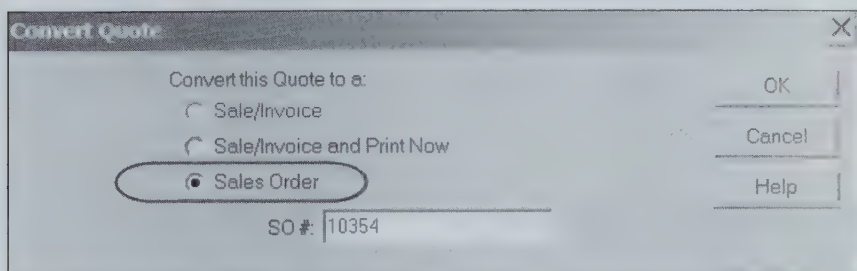 Convert Quote
Convert this Quote to a:
Sale/Invoice
Sale/Invoice and Print Now
Sales Order
SO #: 10354
OK
Cancel
Help